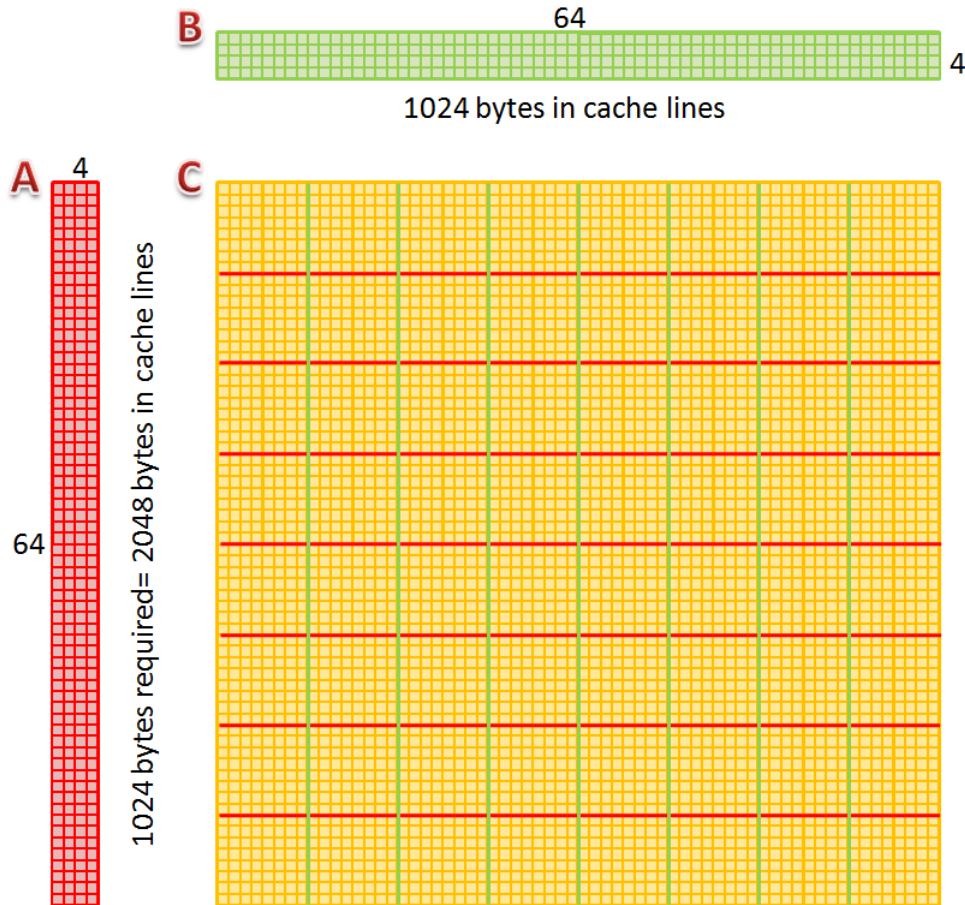 B
64
4
1024 bytes in cache lines
A
4
C
64
1024 bytes required= 2048 bytes in cache lines